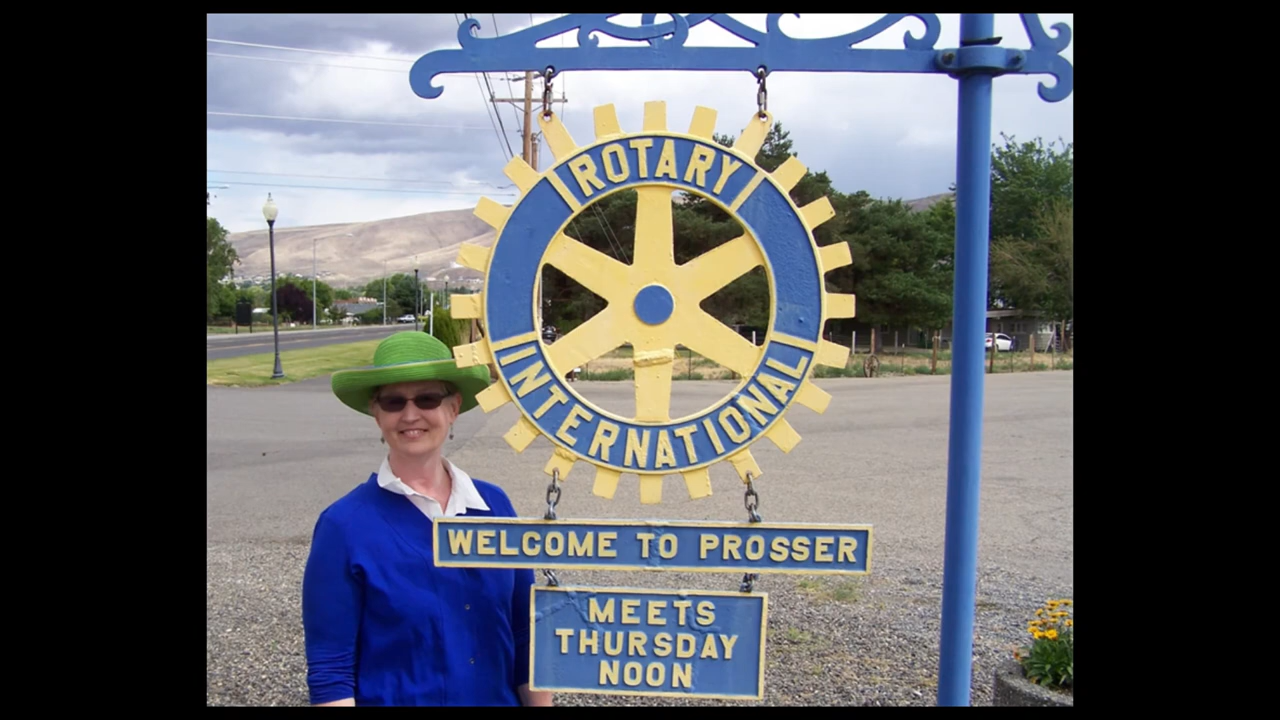 ROTARY
INTERNATIONAL
WELCOME TO PROSSER
MEETS
THURSDAY
NOON